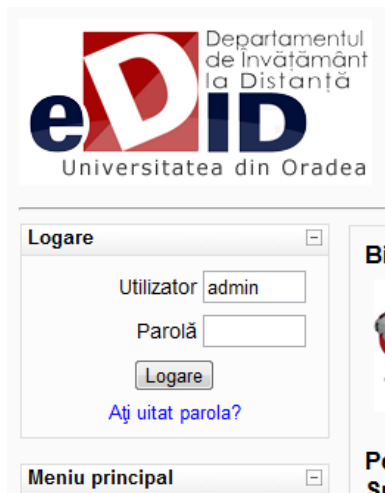 Departamentul
de Învățământ
la Distanță
eDID
Universitatea din Oradea
Logare
Utilizator admin
Parolă
Logare
Aţi uitat parola?
Meniu principal